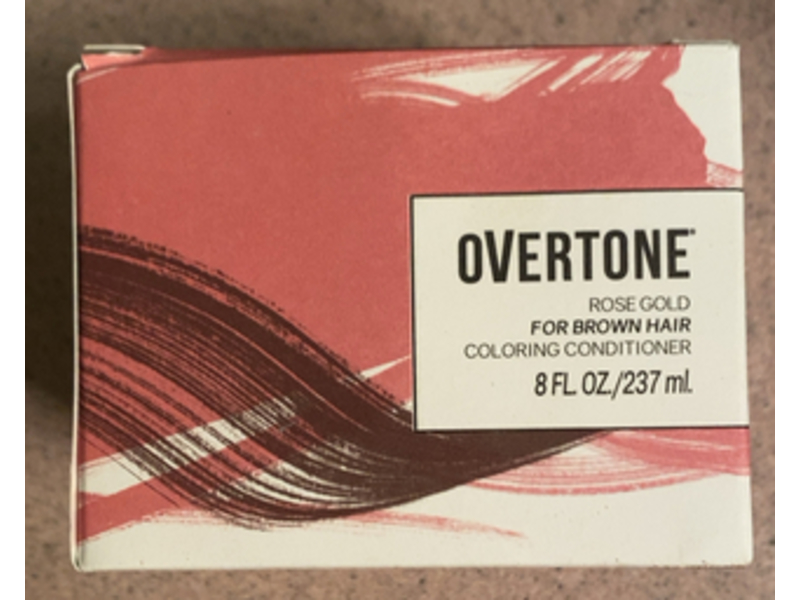 OVERTONE®
ROSE GOLD
FOR BROWN HAIR
COLORING CONDITIONER
8 FL. OZ./237 ml.